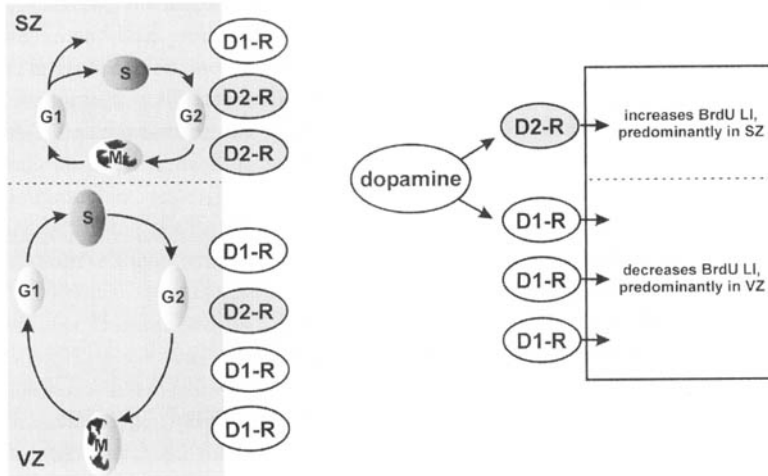 SZ
D1-R
S
D2-R
G1
G2
M
D2-R
S
D1-R
G1
G2
D2-R
D1-R
M
D1-R
VZ
D2-R
increases BrdU LI,
predominantly in SZ
dopamine
D1-R
D1-R
decreases BrdU LI,
predominantly in VZ
D1-R